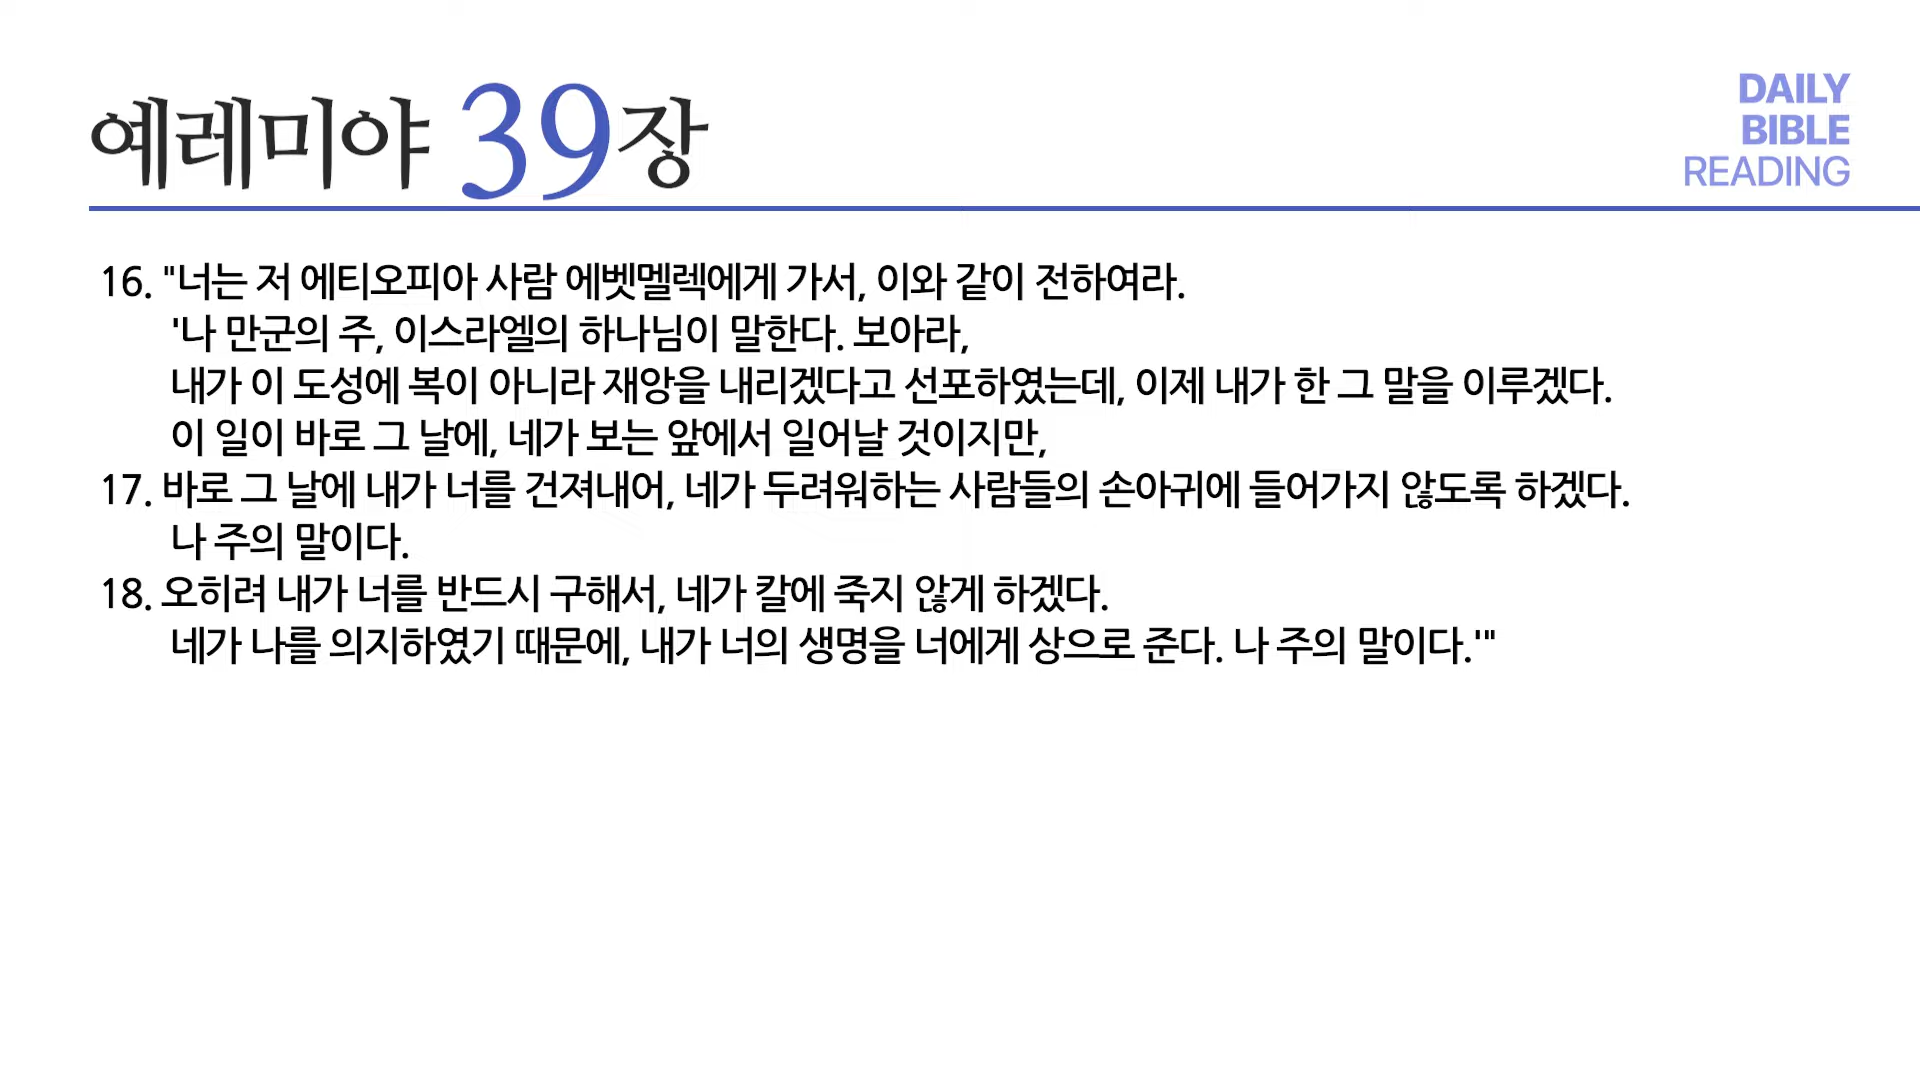 예레미야 39장
DAILY
BIBLE
READING
16. "너는 저 에티오피아 사람 에벳멜렉에게 가서, 이와 같이 전하여라.
'나 만군의 주, 이스라엘의 하나님이 말한다. 보아라,
내가 이 도성에 복이 아니라 재앙을 내리겠다고 선포하였는데, 이제 내가 한 그 말을 이루겠다.
이 일이 바로 그 날에, 네가 보는 앞에서 일어날 것이지만,
17. 바로 그 날에 내가 너를 건져내어, 네가 두려워하는 사람들의 손아귀에 들어가지 않도록 하겠다.
나 주의 말이다.
18. 오히려 내가 너를 반드시 구해서, 네가 칼에 죽지 않게 하겠다.
네가 나를 의지하였기 때문에, 내가 너의 생명을 너에게 상으로 준다. 나 주의 말이다.'"